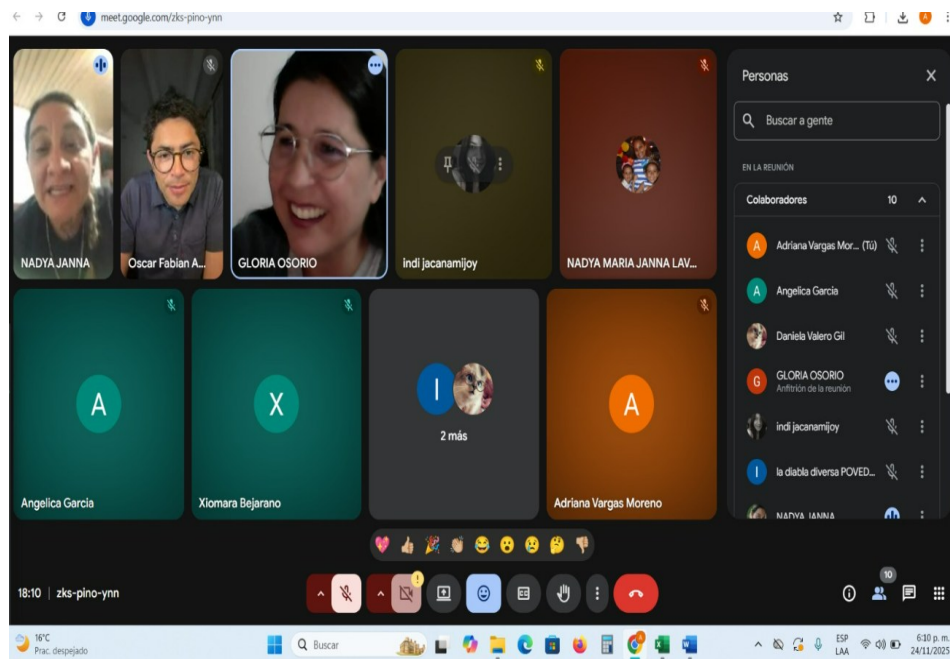 meet.google.com/zks-pino-ynn
A
NADYA JANNA
Oscar Fabian A...
GLORIA OSORIO
indi jacanamijoy
NADYA MARIA JANNA LAV...
A
Angelica Garcia
X
Xiomara Bejarano
I
2 más
A
Adriana Vargas Moreno
Personas
Buscar a gente
EN LA REUNIÓN
Colaboradores 10
A Adriana Vargas Mor... (Tú)
A Angelica Garcia
Daniela Valero Gil
G GLORIA OSORIO
Anfitrión de la reunión
indi jacanamijoy
I la diabla diversa POVED...
NADYA JANNA
18:10 | zks-pino-ynn
10
16°C
Prac. despejado
Buscar
ESP
LAA
6:10 p. m.
24/11/2025